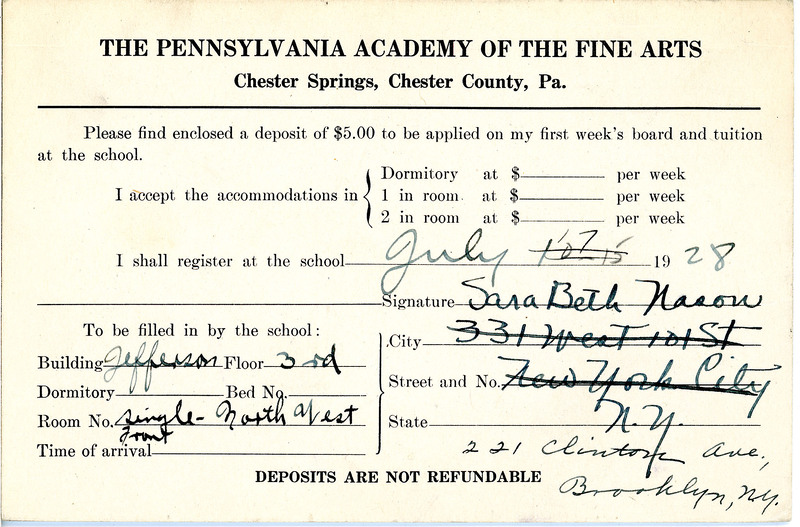 THE PENNSYLVANIA ACADEMY OF THE FINE ARTS
Chester Springs, Chester County, Pa.
Please find enclosed a deposit of $5.00 to be applied on my first week's board and tuition
at the school.
I accept the accommodations in
Dormitory at $ per week
1 in room at $ per week
2 in room at $ per week
I shall register at the school July 1928
Signature Sara Beth Nason
To be filled in by the school:
City 331 West 101 St
Building Jefferson Floor 3rd
Street and No. New York City
Dormitory Bed No.
State N.Y.
Room No. single - North West
Front
Time of arrival
221 Clinton Ave,
Brooklyn, N.Y.
DEPOSITS ARE NOT REFUNDABLE